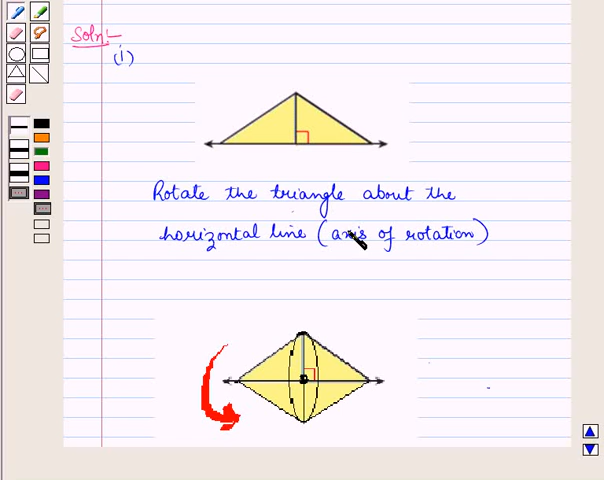 Soln:-
(i)
Rotate the triangle about the
horizontal line (axis of rotation)